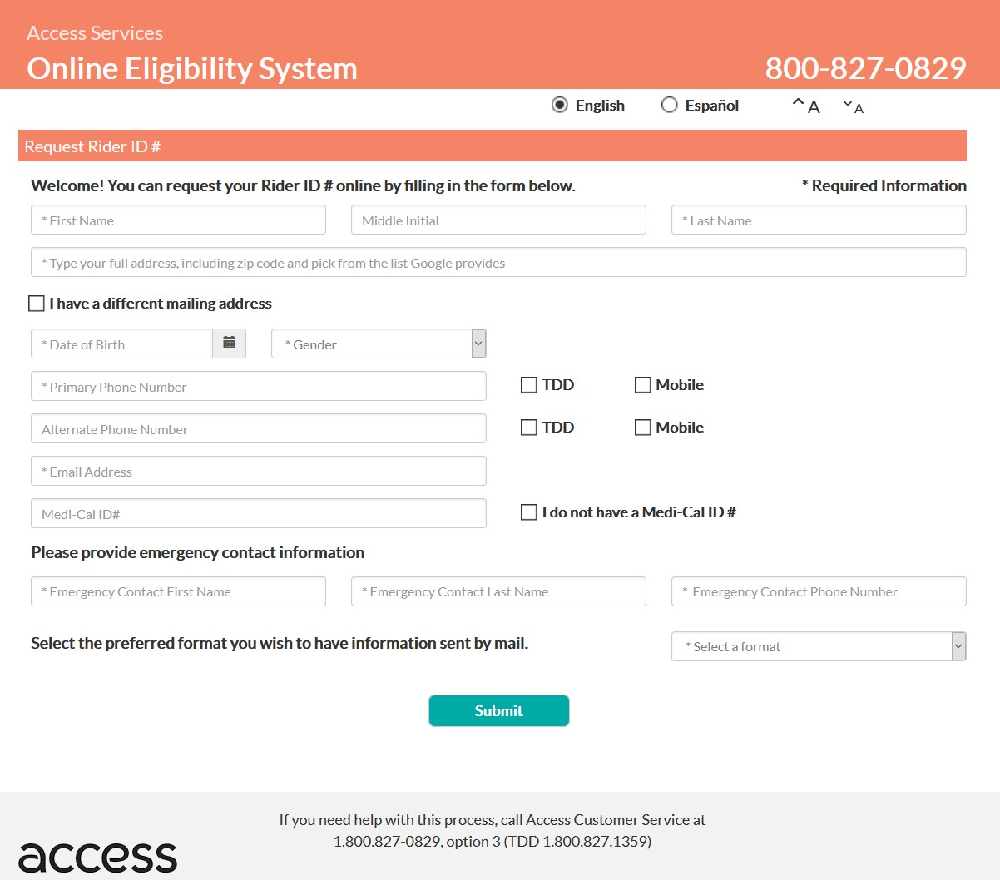 Access Services
Online Eligibility System
800-827-0829
English
Español
^ A
ˇ A
Request Rider ID #
Welcome! You can request your Rider ID # online by filling in the form below.
* Required Information
* First Name
Middle Initial
* Last Name
* Type your full address, including zip code and pick from the list Google provides
I have a different mailing address
* Date of Birth
* Gender
* Primary Phone Number
TDD
Mobile
Alternate Phone Number
TDD
Mobile
* Email Address
Medi-Cal ID#
I do not have a Medi-Cal ID #
Please provide emergency contact information
* Emergency Contact First Name
* Emergency Contact Last Name
* Emergency Contact Phone Number
Select the preferred format you wish to have information sent by mail.
* Select a format
Submit
If you need help with this process, call Access Customer Service at
1.800.827-0829, option 3 (TDD 1.800.827.1359)
access